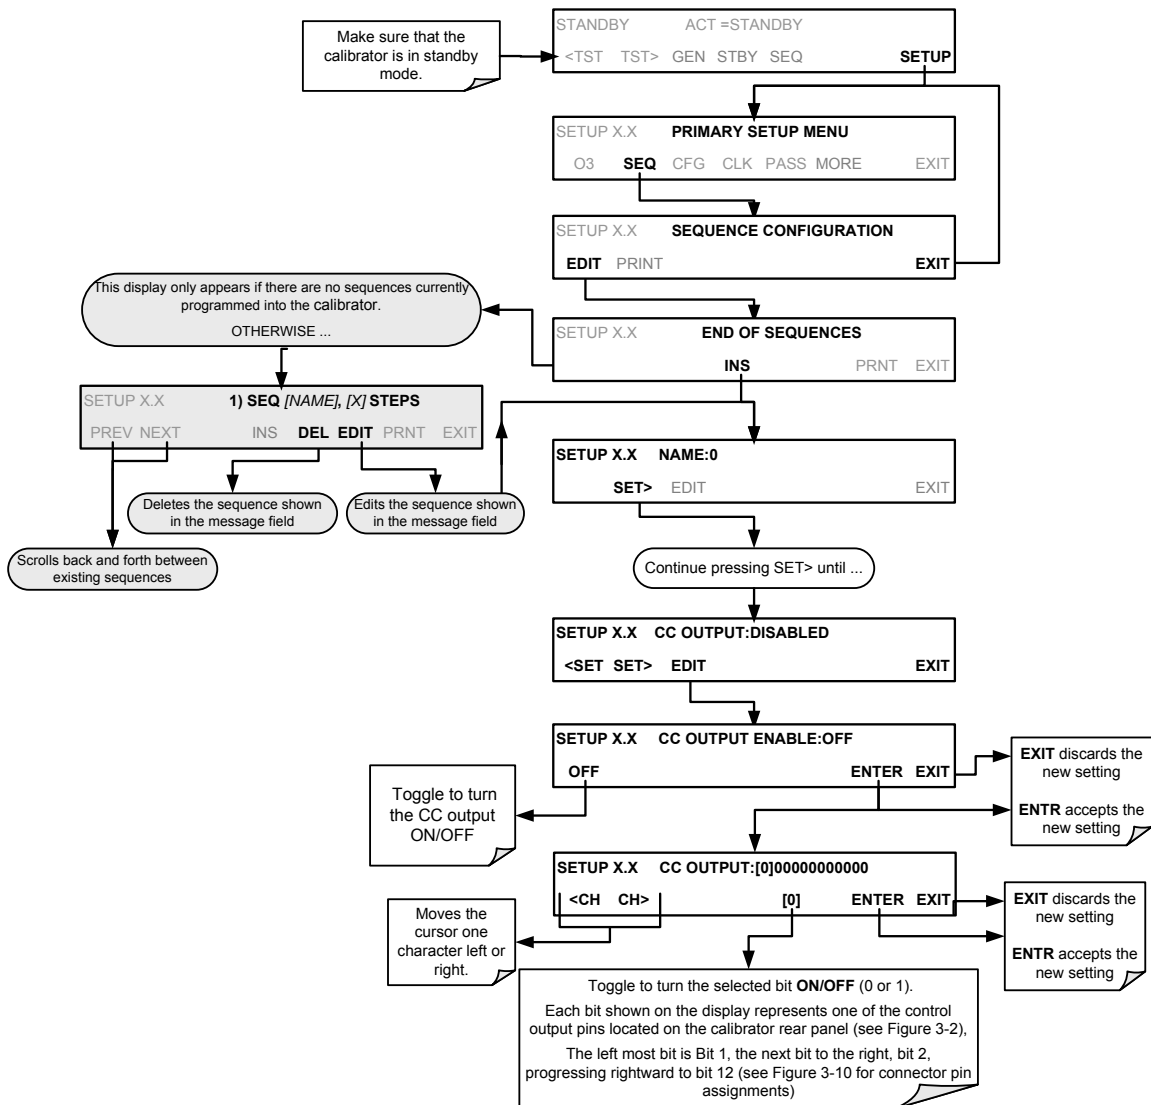 Make sure that the
calibrator is in standby
mode.
STANDBY ACT =STANDBY
<TST TST> GEN STBY SEQ SETUP
SETUP X.X PRIMARY SETUP MENU
O3 SEQ CFG CLK PASS MORE EXIT
SETUP X.X SEQUENCE CONFIGURATION
EDIT PRINT EXIT
This display only appears if there are no sequences currently
programmed into the calibrator.
OTHERWISE ...
SETUP X.X END OF SEQUENCES
INS PRNT EXIT
SETUP X.X 1) SEQ [NAME], [X] STEPS
PREV NEXT INS DEL EDIT PRNT EXIT
Deletes the sequence shown
in the message field
Edits the sequence shown
in the message field
Scrolls back and forth between
existing sequences
SETUP X.X NAME:0
SET> EDIT EXIT
Continue pressing SET> until ...
SETUP X.X CC OUTPUT:DISABLED
<SET SET> EDIT EXIT
SETUP X.X CC OUTPUT ENABLE:OFF
OFF ENTER EXIT
Toggle to turn
the CC output
ON/OFF
EXIT discards the
new setting
ENTR accepts the
new setting
SETUP X.X CC OUTPUT:[0]00000000000
<CH CH> [0] ENTER EXIT
Moves the
cursor one
character left or
right.
EXIT discards the
new setting
ENTR accepts the
new setting
Toggle to turn the selected bit ON/OFF (0 or 1).
Each bit shown on the display represents one of the control
output pins located on the calibrator rear panel (see Figure 3-2),
The left most bit is Bit 1, the next bit to the right, bit 2,
progressing rightward to bit 12 (see Figure 3-10 for connector pin
assignments)